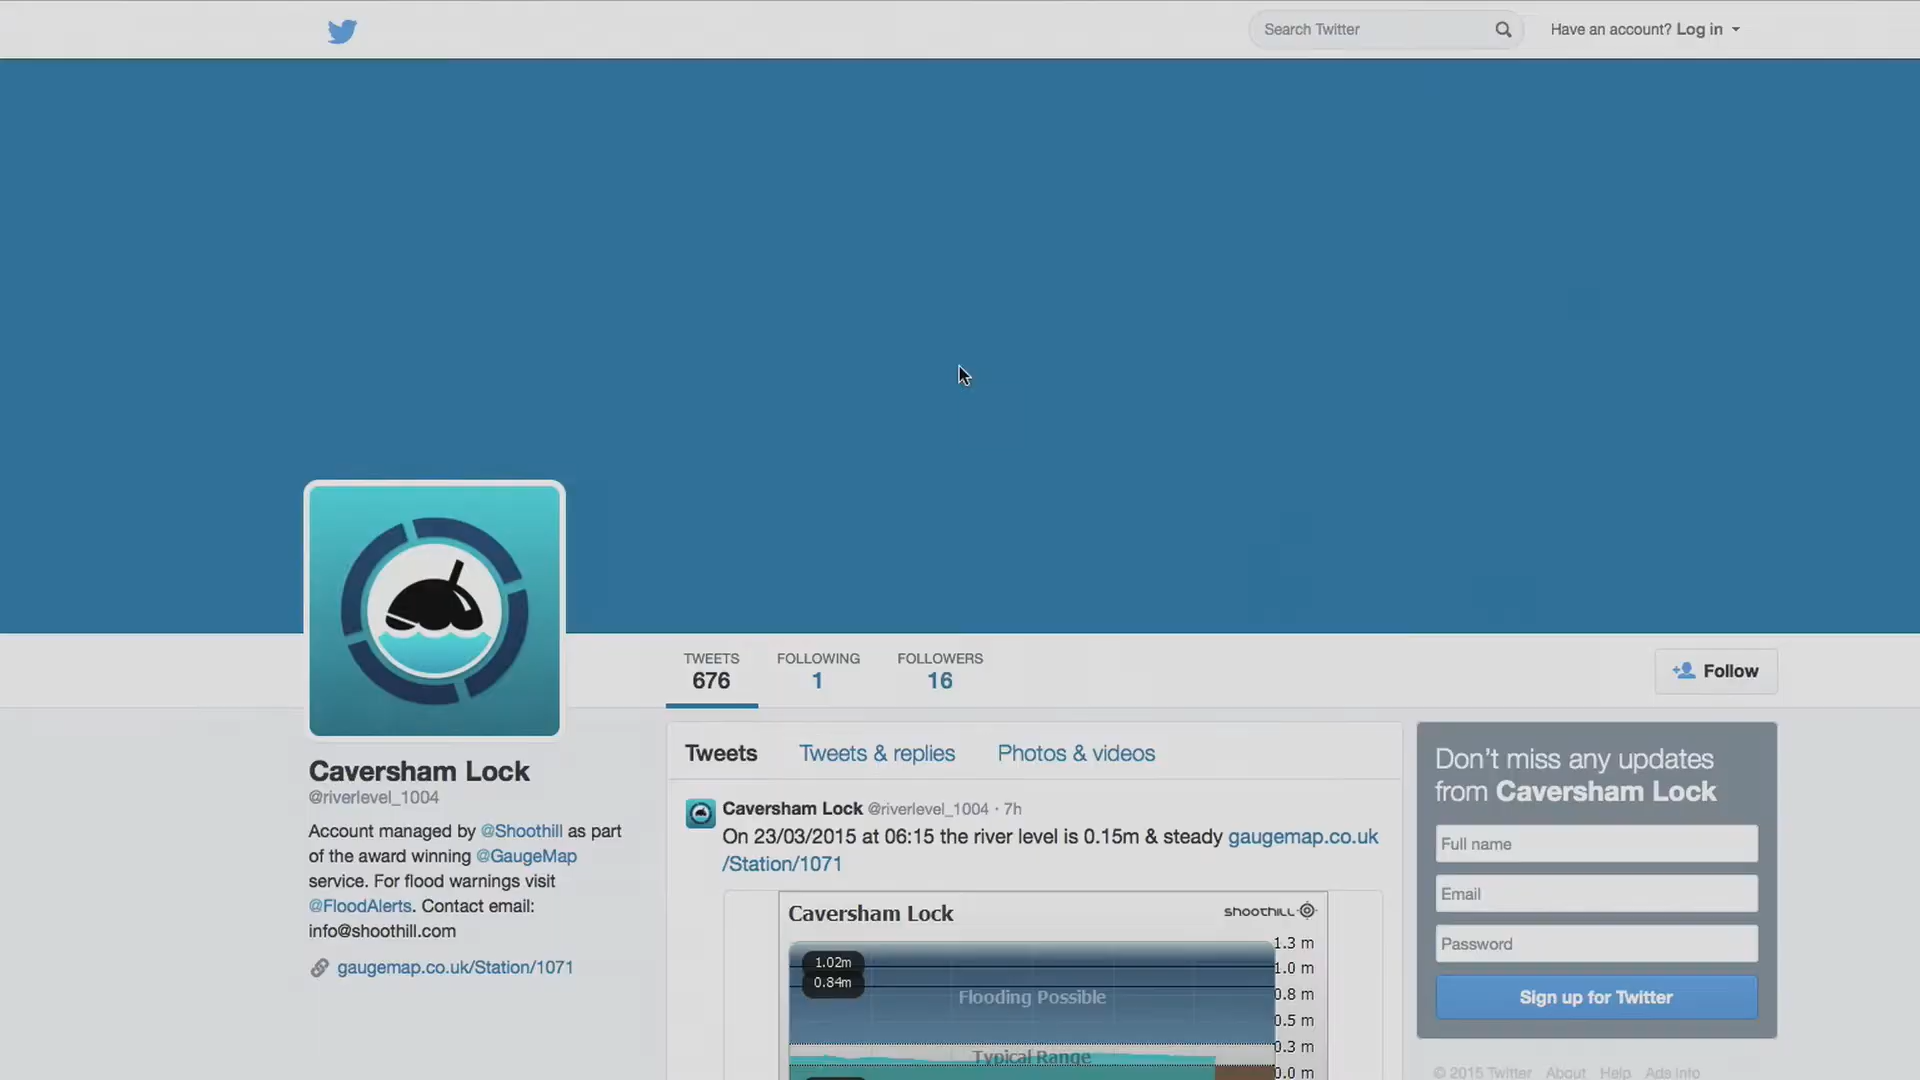 Search Twitter
Have an account? Log in
TWEETS
676
FOLLOWING
1
FOLLOWERS
16
Follow
Caversham Lock
@riverlevel_1004
Account managed by @Shoothill as part
of the award winning @GaugeMap
service. For flood warnings visit
@FloodAlerts. Contact email:
info@shoothill.com
gaugemap.co.uk/Station/1071
Tweets
Tweets & replies
Photos & videos
Caversham Lock @riverlevel_1004 · 7h
On 23/03/2015 at 06:15 the river level is 0.15m & steady gaugemap.co.uk
/Station/1071
Caversham Lock
shoothill
1.3 m
1.02m
1.0 m
0.84m
0.8 m
Flooding Possible
0.5 m
0.3 m
Typical Range
0.0 m
Don't miss any updates
from Caversham Lock
Full name
Email
Password
Sign up for Twitter
© 2015 Twitter About Help Ads info